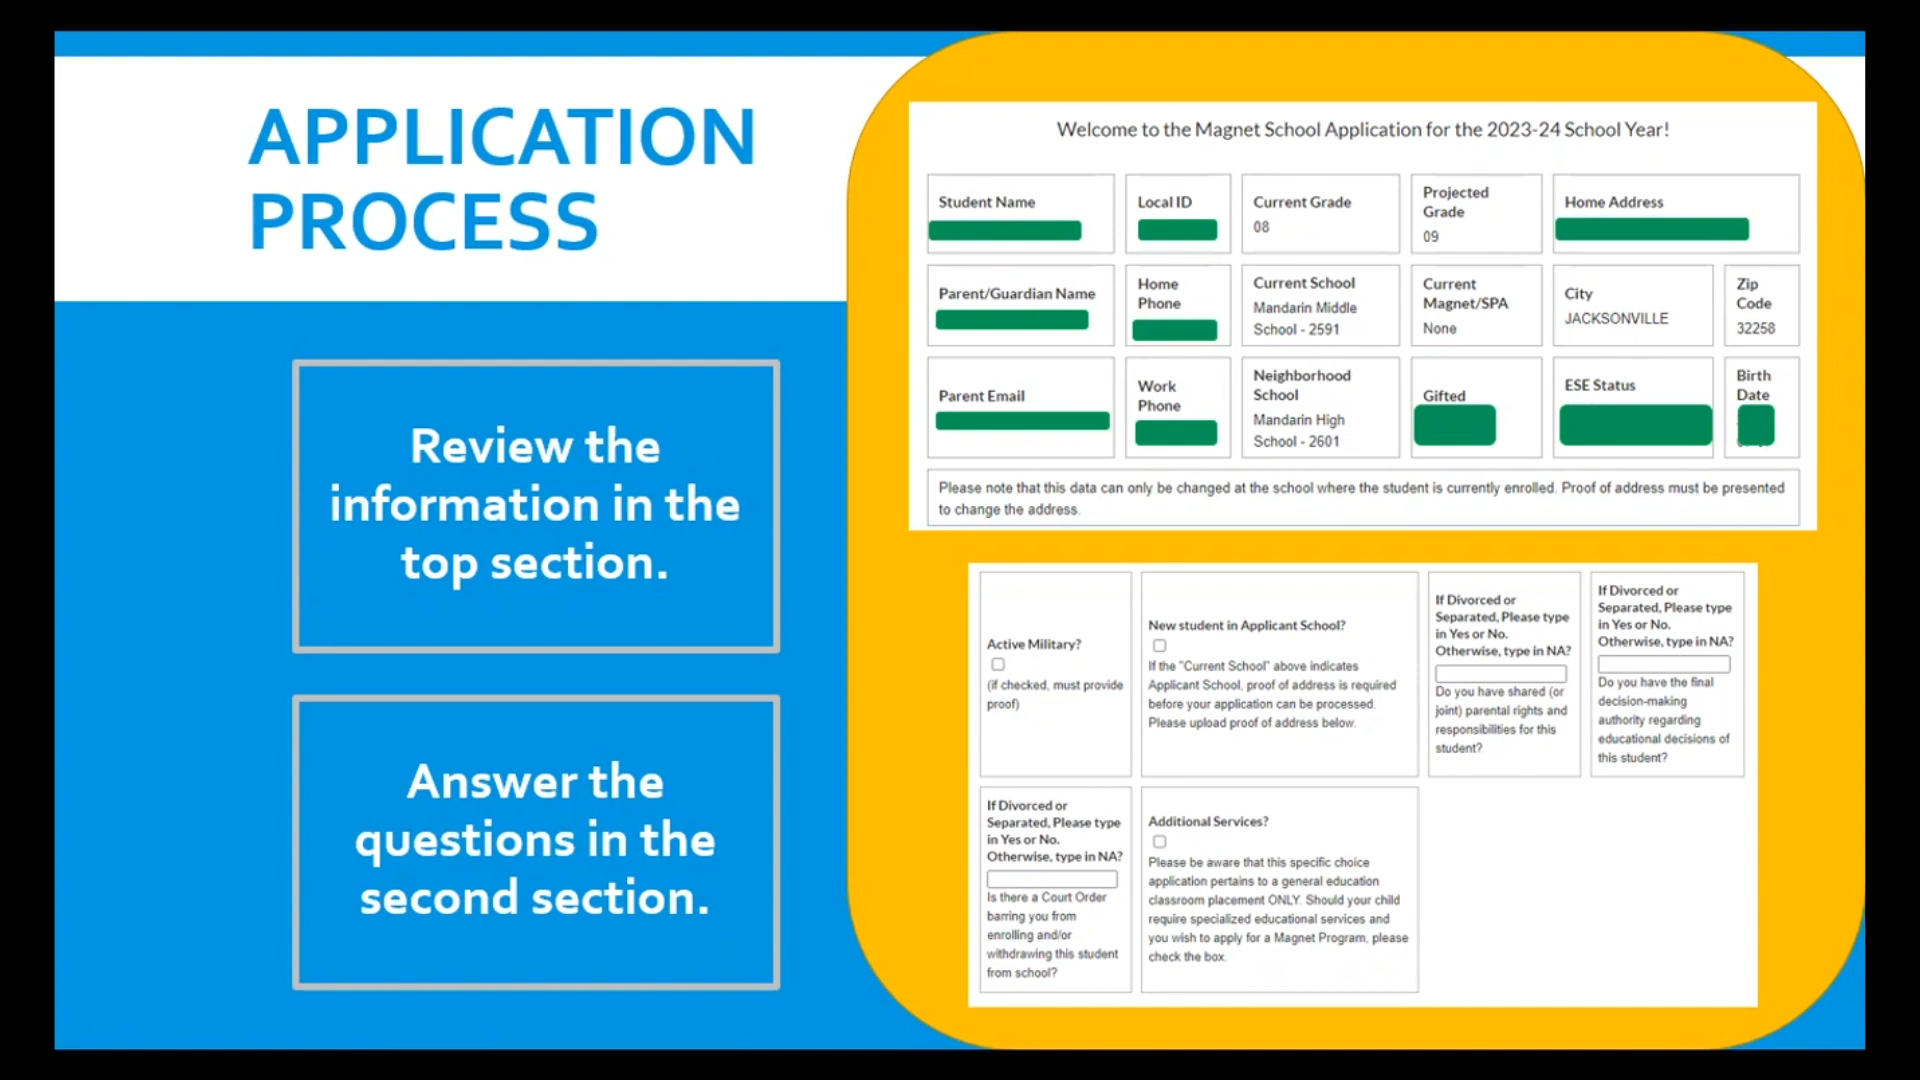 APPLICATION
PROCESS
Review the
information in the
top section.
Answer the
questions in the
second section.
Welcome to the Magnet School Application for the 2023-24 School Year!
Student Name
Local ID
Current Grade
08
Projected
Grade
09
Home Address
Parent/Guardian Name
Home
Phone
Current School
Mandarin Middle
School - 2591
Current
Magnet/SPA
None
City
JACKSONVILLE
Zip
Code
32258
Parent Email
Work
Phone
Neighborhood
School
Mandarin High
School - 2601
Gifted
ESE Status
Birth
Date
Please note that this data can only be changed at the school where the student is currently enrolled. Proof of address must be presented
to change the address.
Active Military?
(if checked, must provide
proof)
New student in Applicant School?
If the "Current School" above indicates
Applicant School, proof of address is required
before your application can be processed.
Please upload proof of address below.
If Divorced or
Separated, Please type
in Yes or No.
Otherwise, type in NA?
Do you have shared (or
joint) parental rights and
responsibilities for this
student?
If Divorced or
Separated, Please type
in Yes or No.
Otherwise, type in NA?
Do you have the final
decision-making
authority regarding
educational decisions of
this student?
If Divorced or
Separated, Please type
in Yes or No.
Otherwise, type in NA?
Is there a Court Order
barring you from
enrolling and/or
withdrawing this student
from school?
Additional Services?
Please be aware that this specific choice
application pertains to a general education
classroom placement ONLY. Should your child
require specialized educational services and
you wish to apply for a Magnet Program, please
check the box.